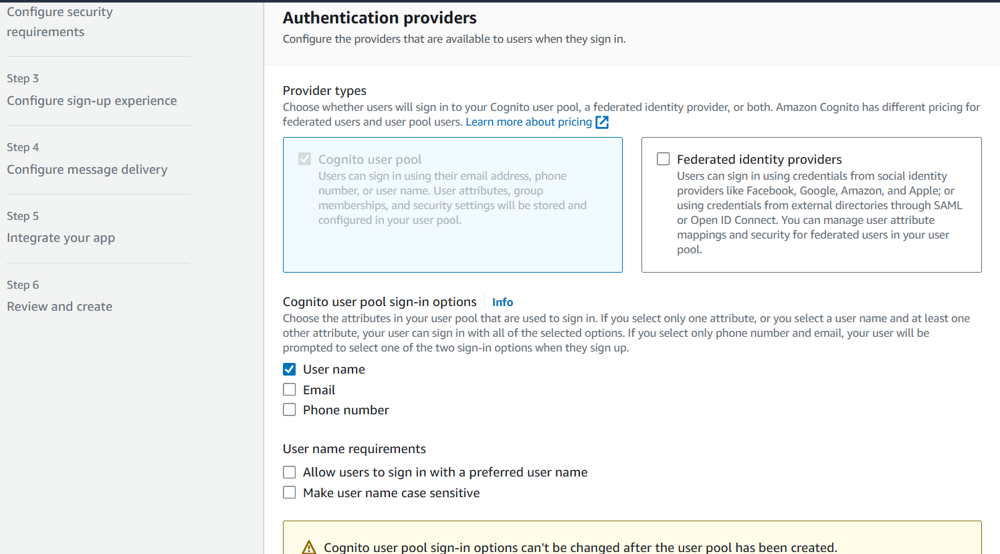 Configure security
requirements
Step 3
Configure sign-up experience
Step 4
Configure message delivery
Step 5
Integrate your app
Step 6
Review and create
Authentication providers
Configure the providers that are available to users when they sign in.
Provider types
Choose whether users will sign in to your Cognito user pool, a federated identity provider, or both. Amazon Cognito has different pricing for
federated users and user pool users. Learn more about pricing
Cognito user pool
Users can sign in using their email address, phone
number, or user name. User attributes, group
memberships, and security settings will be stored and
configured in your user pool.
Federated identity providers
Users can sign in using credentials from social identity
providers like Facebook, Google, Amazon, and Apple; or
using credentials from external directories through SAML
or Open ID Connect. You can manage user attribute
mappings and security for federated users in your user
pool.
Cognito user pool sign-in options Info
Choose the attributes in your user pool that are used to sign in. If you select only one attribute, or you select a user name and at least one
other attribute, your user can sign in with all of the selected options. If you select only phone number and email, your user will be
prompted to select one of the two sign-in options when they sign up.
User name
Email
Phone number
User name requirements
Allow users to sign in with a preferred user name
Make user name case sensitive
Cognito user pool sign-in options can't be changed after the user pool has been created.